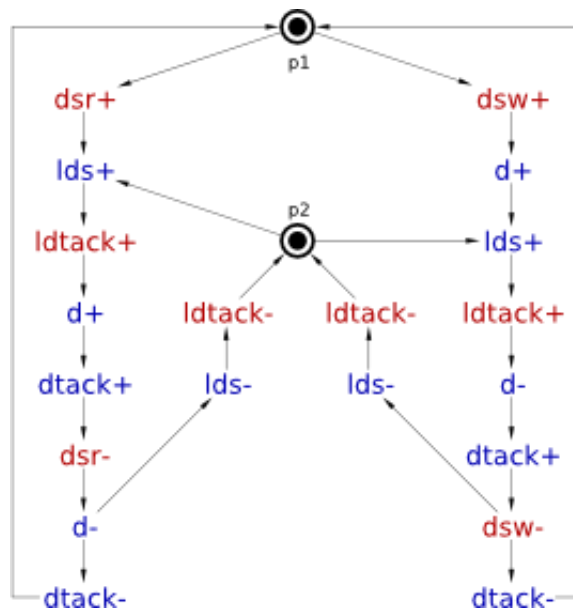 p1
dsr+ dsw+
lds+ d+
p2
ldtack+ lds+
d+ ldtack- ldtack- ldtack+
dtack+ lds- lds- d-
dsr- dtack+
d- dsw-
dtack- dtack-